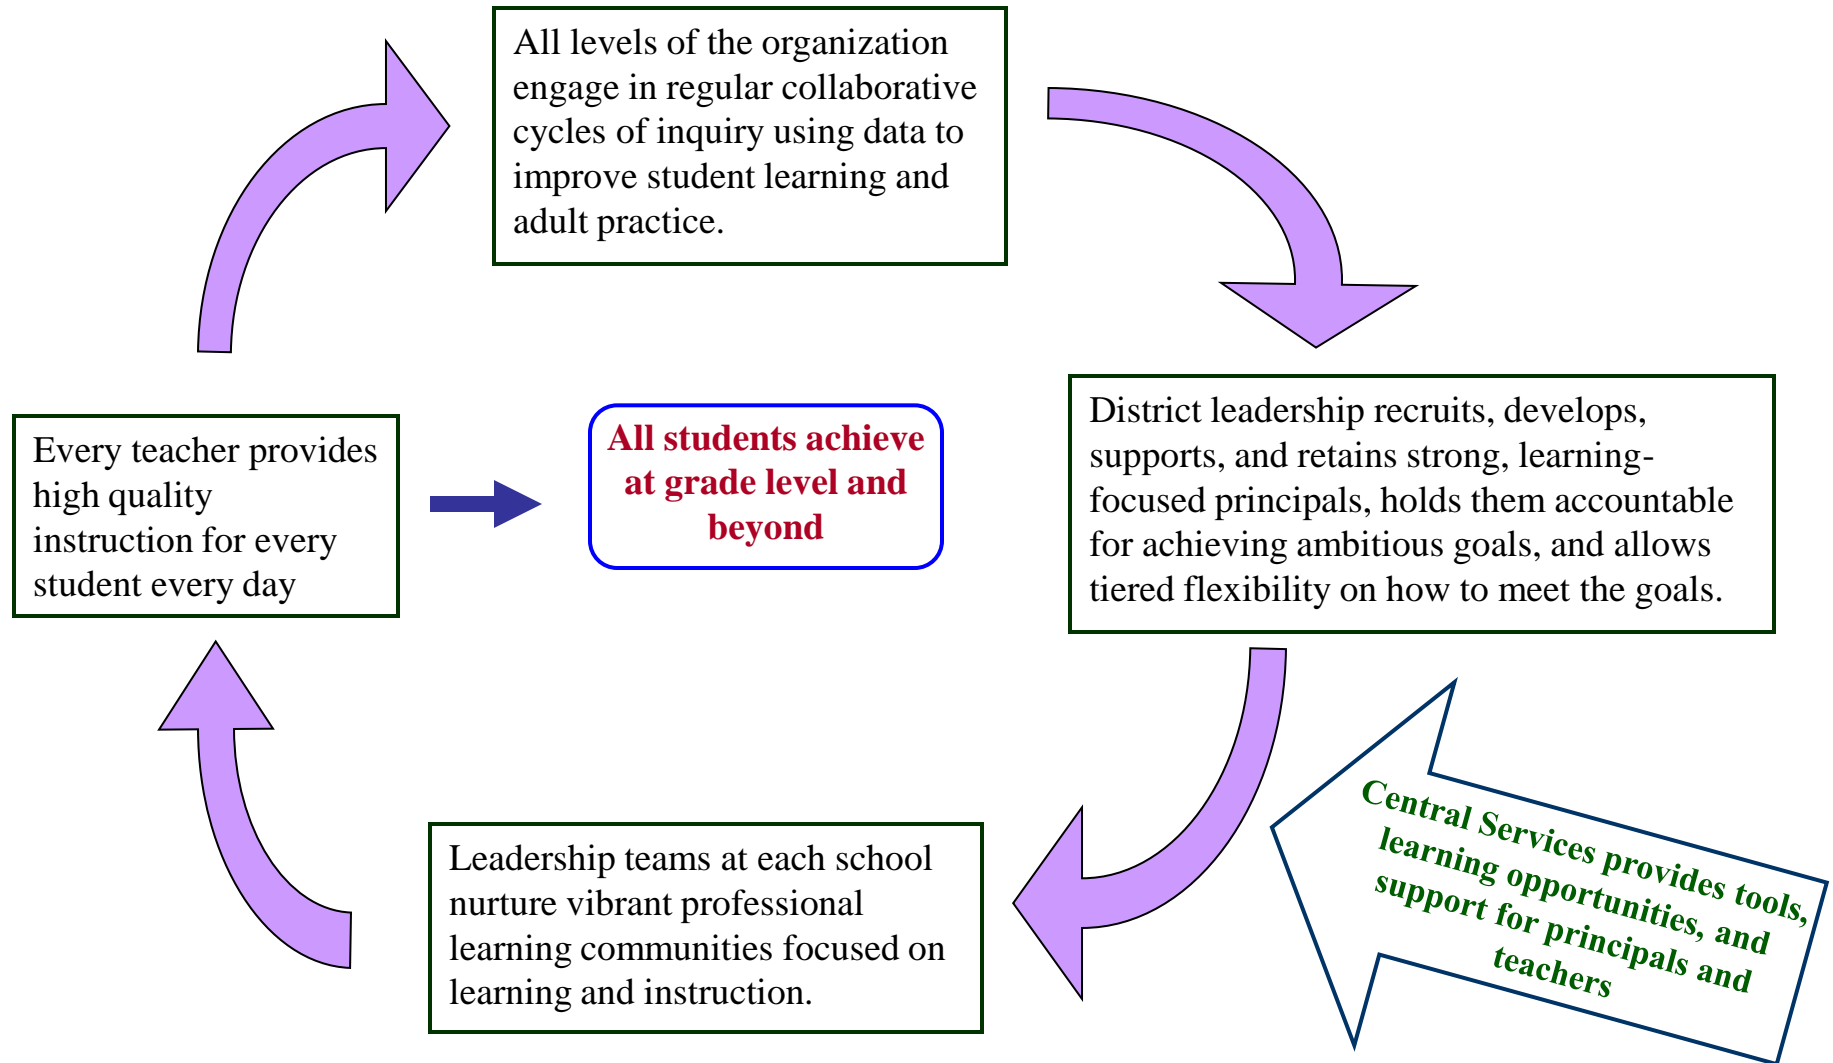 All levels of the organization
engage in regular collaborative
cycles of inquiry using data to
improve student learning and
adult practice.
District leadership recruits, develops,
supports, and retains strong, learning-
focused principals, holds them accountable
for achieving ambitious goals, and allows
tiered flexibility on how to meet the goals.
Every teacher provides
high quality
instruction for every
student every day
All students achieve
at grade level and
beyond
Central Services provides tools,
learning opportunities, and
support for principals and
teachers
Leadership teams at each school
nurture vibrant professional
learning communities focused on
learning and instruction.